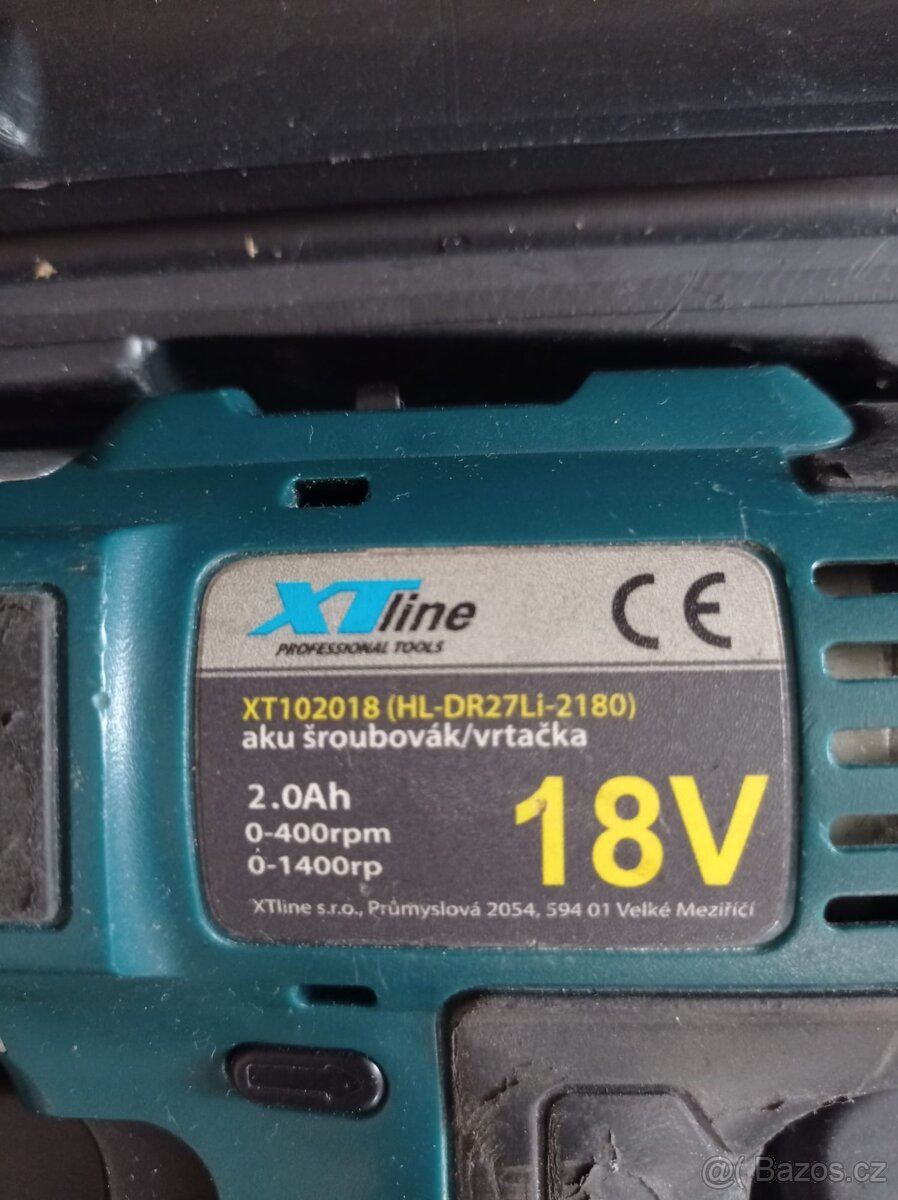 XTline
PROFESSIONAL TOOLS
CE
XT102018 (HL-DR27Li-2180)
aku šroubovák/vrtačka
2.0Ah
0-400rpm
0-1400rp
18V
XTline s.r.o., Průmyslová 2054, 594 01 Velké Meziříčí
@( Bazos.cz